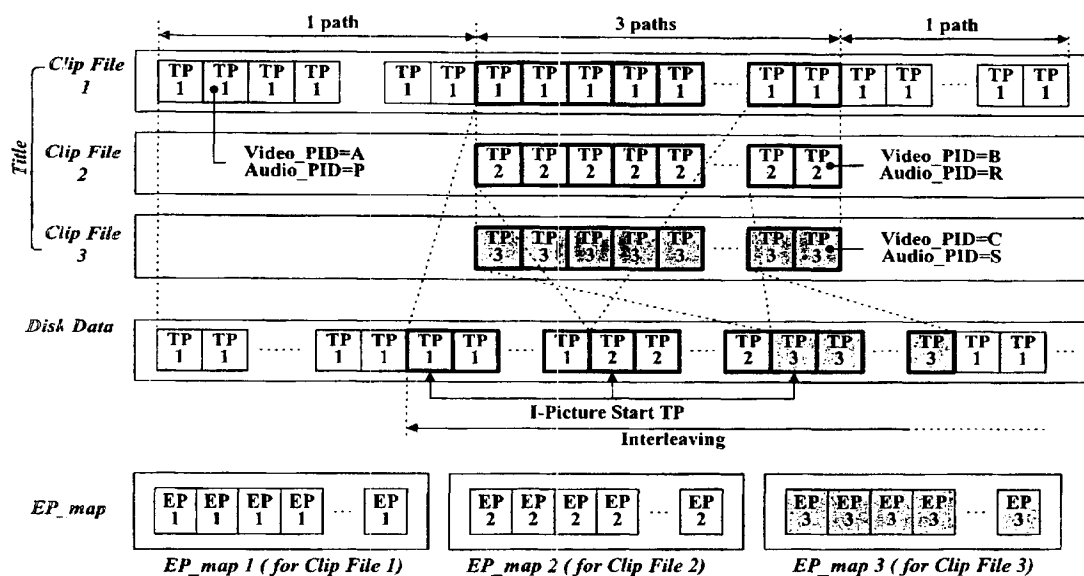 1 path 3 paths 1 path
Title
Clip File 1
TP 1 TP 1 TP 1 TP 1 TP 1 TP 1 TP 1 TP 1 TP 1 TP 1 TP 1 ····· TP 1 TP 1 TP 1 TP 1 ····· TP 1 TP 1
Clip File 2
Video_PID=A
Audio_PID=P
TP 2 TP 2 TP 2 TP 2 TP 2 ····· TP 2 TP 2
Video_PID=B
Audio_PID=R
Clip File 3
TP 3 TP 3 TP 3 TP 3 TP 3 ····· TP 3 TP 3
Video_PID=C
Audio_PID=S
Disk Data
TP 1 TP 1 ····· TP 1 TP 1 TP 1 TP 1 ····· TP 1 TP 2 TP 2 ····· TP 2 TP 3 TP 3 ····· TP 3 TP 1 TP 1 ·····
I-Picture Start TP
Interleaving
EP_map
EP 1 EP 1 EP 1 EP 1 ··· EP 1
EP 2 EP 2 EP 2 EP 2 ··· EP 2
EP 3 EP 3 EP 3 EP 3 ··· EP 3
EP_map 1 ( for Clip File 1)
EP_map 2 ( for Clip File 2)
EP_map 3 ( for Clip File 3)